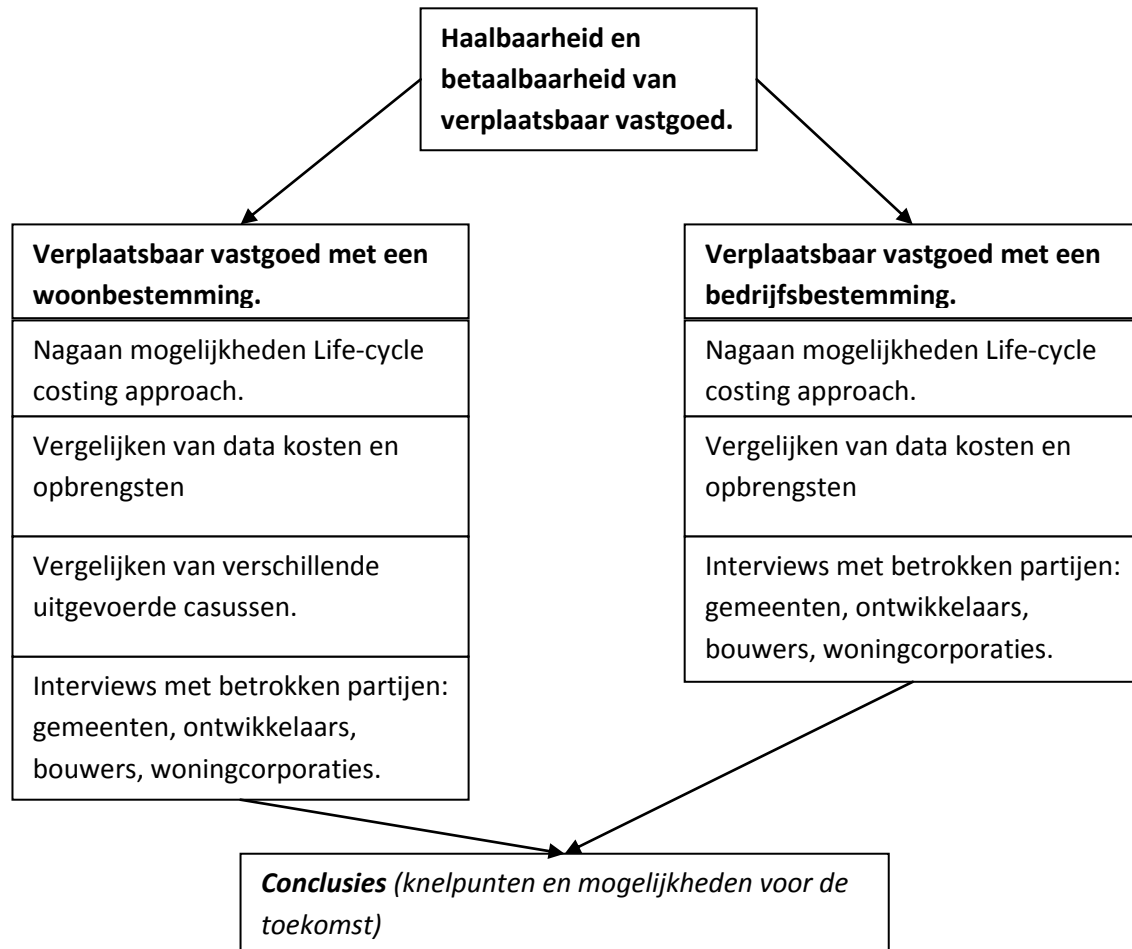 Haalbaarheid en
betaalbaarheid van
verplaatsbaar vastgoed.
Verplaatsbaar vastgoed met een
woonbestemming.
Nagaan mogelijkheden Life-cycle
costing approach.
Vergelijken van data kosten en
opbrengsten
Vergelijken van verschillende
uitgevoerde casussen.
Interviews met betrokken partijen:
gemeenten, ontwikkelaars,
bouwers, woningcorporaties.
Verplaatsbaar vastgoed met een
bedrijfsbestemming.
Nagaan mogelijkheden Life-cycle
costing approach.
Vergelijken van data kosten en
opbrengsten
Interviews met betrokken partijen:
gemeenten, ontwikkelaars,
bouwers, woningcorporaties.
Conclusies (knelpunten en mogelijkheden voor de
toekomst)